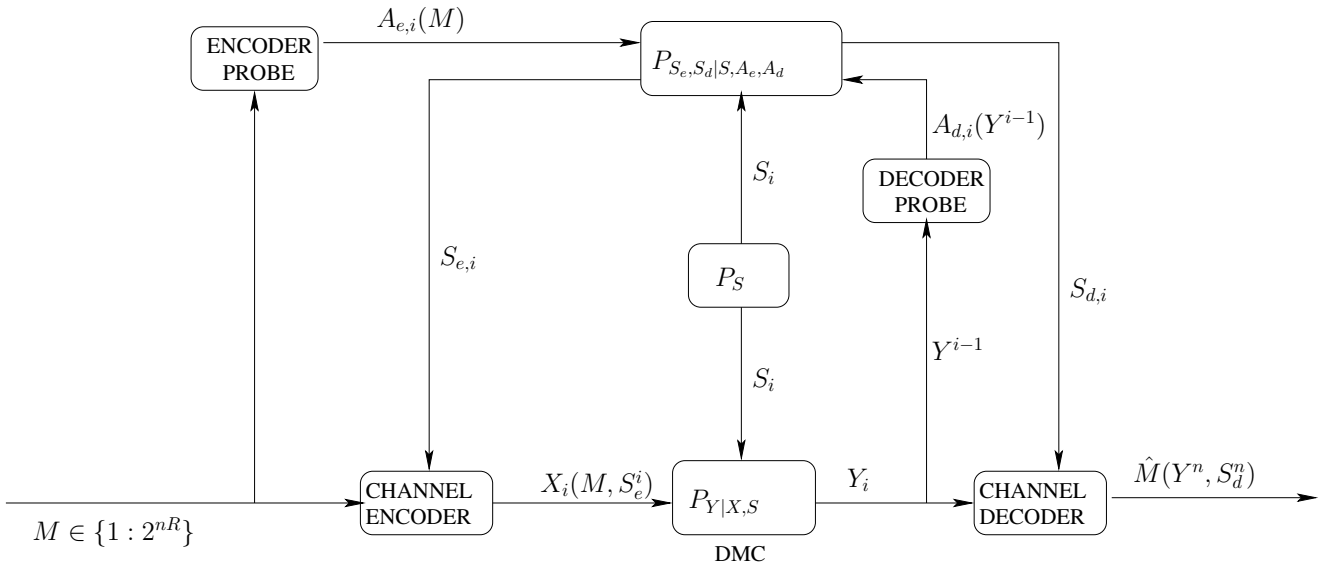 $A_{e,i}(M)$
ENCODER
PROBE
$P_{S_e,S_d|S,A_e,A_d}$
$A_{d,i}(Y^{i-1})$
$S_i$
DECODER
PROBE
$S_{e,i}$
$P_S$
$S_{d,i}$
$Y^{i-1}$
$S_i$
CHANNEL
ENCODER
$X_i(M, S_e^i)$
$P_{Y|X,S}$
$Y_i$
CHANNEL
DECODER
$\hat{M}(Y^n, S_d^n)$
$M \in \{1 : 2^{nR}\}$
DMC